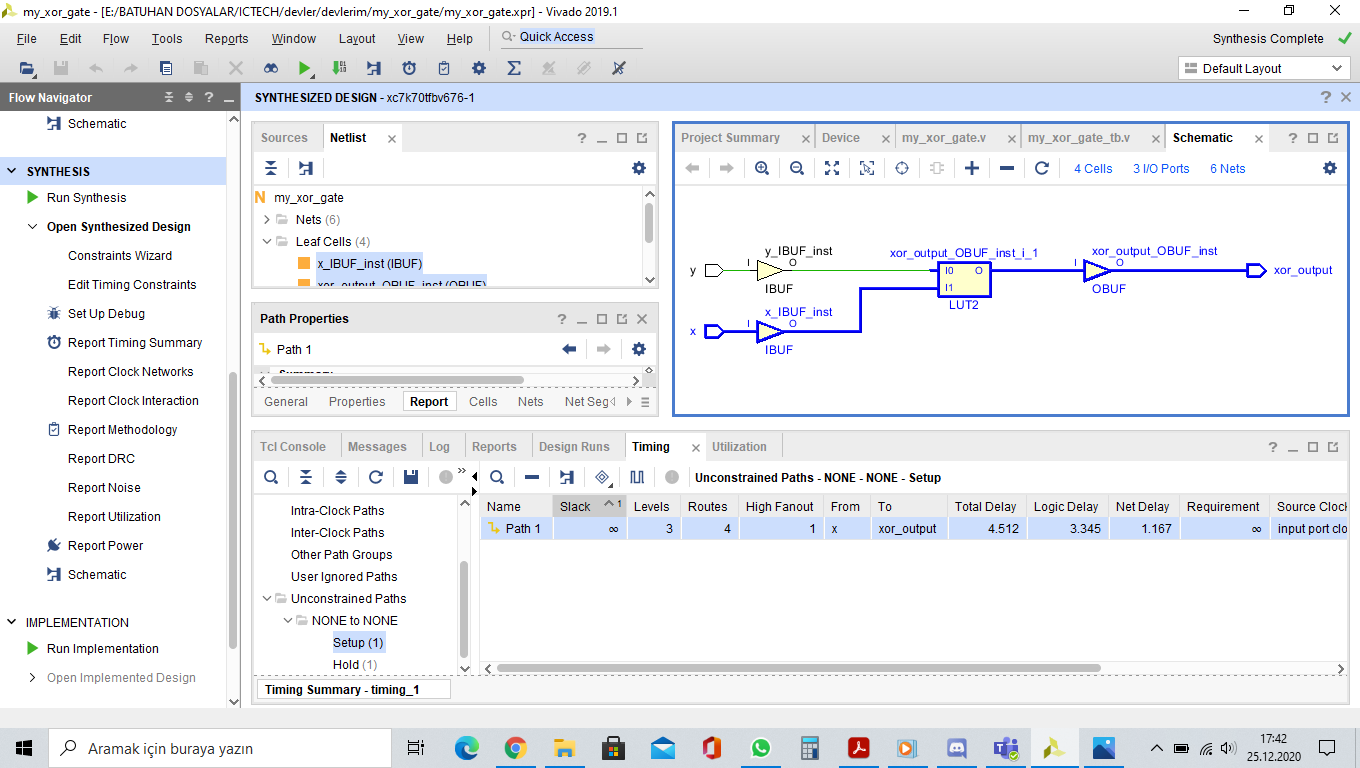 my_xor_gate - [E:/BATUHAN DOSYALAR/ICTECH/devler/devlerim/my_xor_gate/my_xor_gate.xpr] - Vivado 2019.1
File Edit Flow Tools Reports Window Layout View Help Quick Access Synthesis Complete
Default Layout
Flow Navigator
Schematic
SYNTHESIS
Run Synthesis
Open Synthesized Design
Constraints Wizard
Edit Timing Constraints
Set Up Debug
Report Timing Summary
Report Clock Networks
Report Clock Interaction
Report Methodology
Report DRC
Report Noise
Report Utilization
Report Power
Schematic
IMPLEMENTATION
Run Implementation
Open Implemented Design
SYNTHESIZED DESIGN - xc7k70tfbv676-1
Sources Netlist
my_xor_gate
Nets (6)
Leaf Cells (4)
x_IBUF_inst (IBUF)
xor_output_OBUF_inst (OBUF)
Path Properties
Path 1
Summary
General Properties Report Cells Nets Net Seg
Project Summary Device my_xor_gate.v my_xor_gate_tb.v Schematic
4 Cells 3 I/O Ports 6 Nets
y_IBUF_inst
y I O
IBUF
x_IBUF_inst
x I O
IBUF
xor_output_OBUF_inst_i_1
I0 O
I1
LUT2
xor_output_OBUF_inst
I O
OBUF
xor_output
Tcl Console Messages Log Reports Design Runs Timing Utilization
Intra-Clock Paths
Inter-Clock Paths
Other Path Groups
User Ignored Paths
Unconstrained Paths
NONE to NONE
Setup (1)
Hold (1)
Unconstrained Paths - NONE - NONE - Setup
Name Slack 1 Levels Routes High Fanout From To Total Delay Logic Delay Net Delay Requirement Source Clock
Path 1 ∞ 3 4 1 x xor_output 4.512 3.345 1.167 ∞ input port clo
Timing Summary - timing_1
Aramak için buraya yazın
17:42
25.12.2020